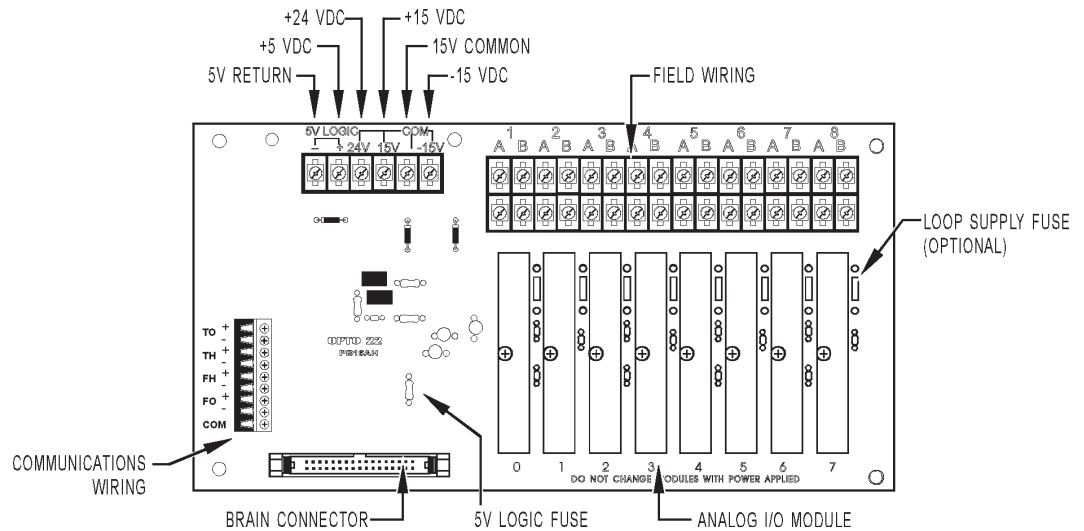 +24 VDC
+15 VDC
+5 VDC
15V COMMON
5V RETURN
-15 VDC
FIELD WIRING
5V LOGIC
COM
- + 24V 15V -15V
1 2 3 4 5 6 7 8
A B A B A B A B A B A B A B A B
LOOP SUPPLY FUSE
(OPTIONAL)
TO + -
TH + -
FH + -
FO + -
COM
OPTO 22
PB16AH
0 1 2 3 4 5 6 7
DO NOT CHANGE MODULES WITH POWER APPLIED
COMMUNICATIONS
WIRING
BRAIN CONNECTOR
5V LOGIC FUSE
ANALOG I/O MODULE